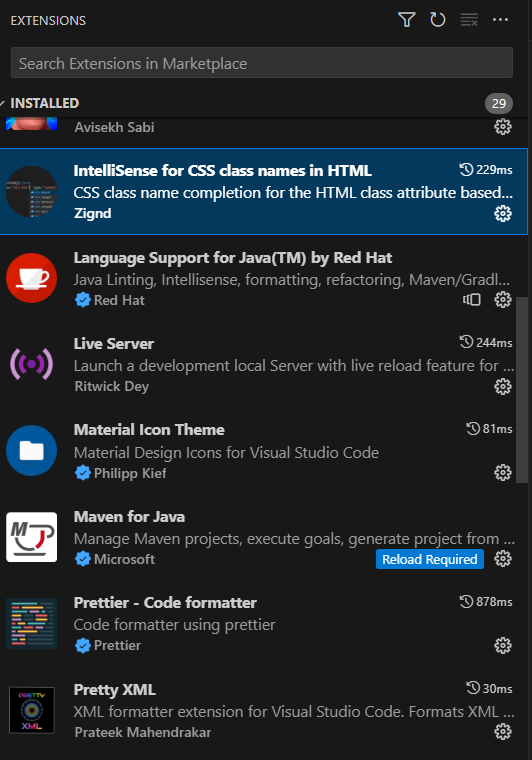 EXTENSIONS
Search Extensions in Marketplace
INSTALLED 29
Avisekh Sabi
IntelliSense for CSS class names in HTML 229ms
CSS class name completion for the HTML class attribute based...
Zignd
Language Support for Java(TM) by Red Hat
Java Linting, Intellisense, formatting, refactoring, Maven/Gradl...
Red Hat
Live Server 244ms
Launch a development local Server with live reload feature for ...
Ritwick Dey
Material Icon Theme 81ms
Material Design Icons for Visual Studio Code
Philipp Kief
M
Maven for Java
Manage Maven projects, execute goals, generate project from ...
Microsoft Reload Required
Prettier - Code formatter 878ms
Code formatter using prettier
Prettier
PRETTY
XML
Pretty XML 30ms
XML formatter extension for Visual Studio Code. Formats XML ...
Prateek Mahendrakar